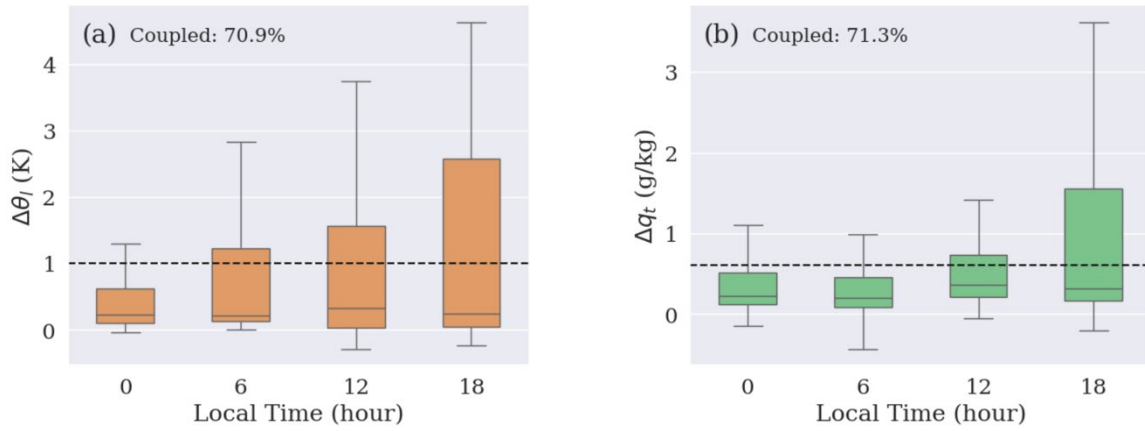 (a) Coupled: 70.9%
4
3
2
1
0
Δθₗ (K)
0 6 12 18
Local Time (hour)
(b) Coupled: 71.3%
3
2
1
0
Δqₜ (g/kg)
0 6 12 18
Local Time (hour)